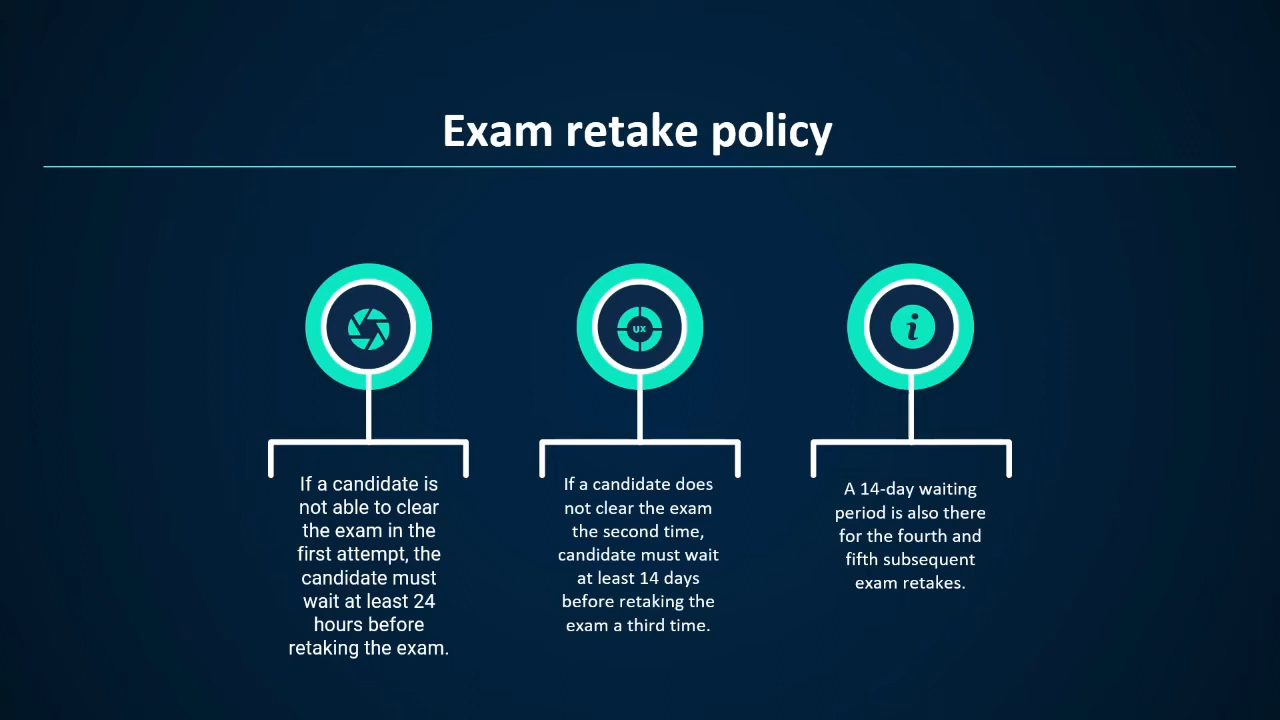 Exam retake policy
UX
If a candidate is
not able to clear
the exam in the
first attempt, the
candidate must
wait at least 24
hours before
retaking the exam.
If a candidate does
not clear the exam
the second time,
candidate must wait
at least 14 days
before retaking the
exam a third time.
A 14-day waiting
period is also there
for the fourth and
fifth subsequent
exam retakes.